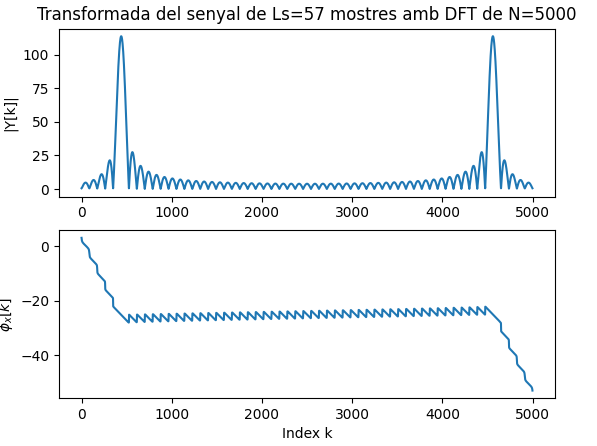 Transformada del senyal de Ls=57 mostres amb DFT de N=5000
|Y[k]|
100
75
50
25
0
0 1000 2000 3000 4000 5000
ϕx[k]
0
−20
−40
0 1000 2000 3000 4000 5000
Index k